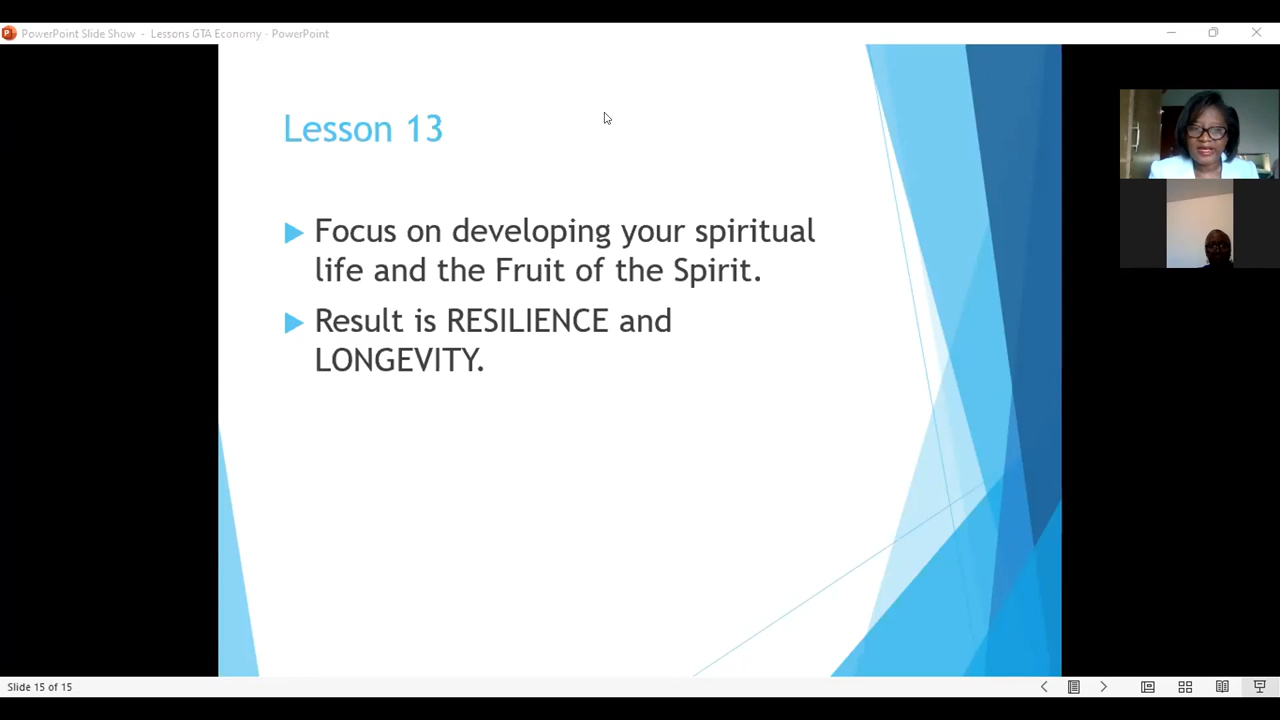 PowerPoint Slide Show - Lessons GTA Economy - PowerPoint
Lesson 13
Focus on developing your spiritual
life and the Fruit of the Spirit.
Result is RESILIENCE and
LONGEVITY.
Slide 15 of 15